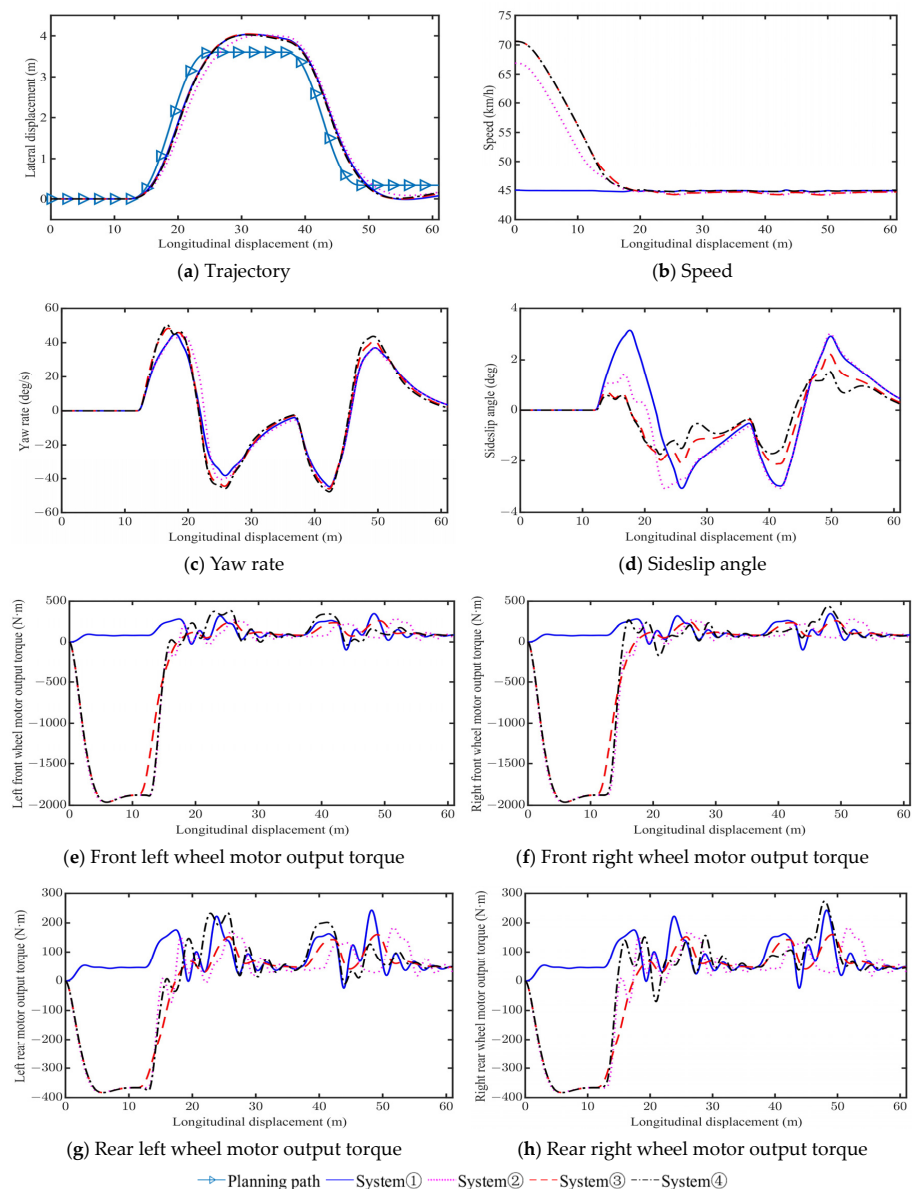 4
3
2
1
0
Lateral displacement (m)
0 10 20 30 40 50 60
Longitudinal displacement (m)
(a) Trajectory
75
70
65
60
55
50
45
40
Speed (km/h)
0 10 20 30 40 50 60
Longitudinal displacement (m)
(b) Speed
60
40
20
0
−20
−40
−60
Yaw rate (deg/s)
0 10 20 30 40 50 60
Longitudinal displacement (m)
(c) Yaw rate
4
2
0
−2
−4
Sideslip angle (deg)
0 10 20 30 40 50 60
Longitudinal displacement (m)
(d) Sideslip angle
500
0
−500
−1000
−1500
−2000
Left front wheel motor output torque (N·m)
0 10 20 30 40 50 60
Longitudinal displacement (m)
(e) Front left wheel motor output torque
500
0
−500
−1000
−1500
−2000
Right front wheel motor output torque (N·m)
0 10 20 30 40 50 60
Longitudinal displacement (m)
(f) Front right wheel motor output torque
300
200
100
0
−100
−200
−300
−400
Left rear motor output torque (N·m)
0 10 20 30 40 50 60
Longitudinal displacement (m)
(g) Rear left wheel motor output torque
300
200
100
0
−100
−200
−300
−400
Right rear wheel motor output torque (N·m)
0 10 20 30 40 50 60
Longitudinal displacement (m)
(h) Rear right wheel motor output torque
Planning path System① System② System③ System④